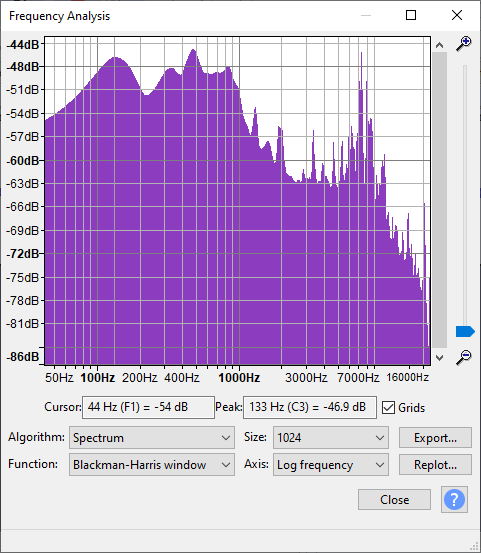 Frequency Analysis
-44dB
-48dB
-51dB
-54dB
-57dB
-60dB
-63dB
-66dB
-69dB
-72dB
-75dB
-78dB
-81dB
-86dB
50Hz 100Hz 200Hz 400Hz 1000Hz 3000Hz 7000Hz 16000Hz
Cursor: 44 Hz (F1) = -54 dB Peak: 133 Hz (C3) = -46.9 dB Grids
Algorithm: Spectrum Size: 1024 Export...
Function: Blackman-Harris window Axis: Log frequency Replot...
Close ?